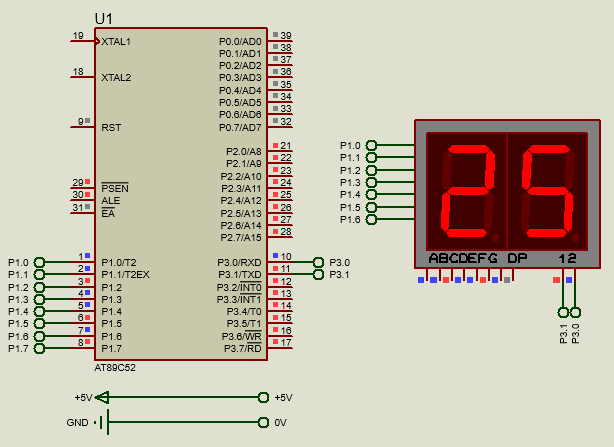 U1
19 XTAL1
18 XTAL2
9 RST
29 PSEN
30 ALE
31 EA
P1.0 1 P1.0/T2
P1.1 2 P1.1/T2EX
P1.2 3 P1.2
P1.3 4 P1.3
P1.4 5 P1.4
P1.5 6 P1.5
P1.6 7 P1.6
P1.7 8 P1.7
P0.0/AD0 39
P0.1/AD1 38
P0.2/AD2 37
P0.3/AD3 36
P0.4/AD4 35
P0.5/AD5 34
P0.6/AD6 33
P0.7/AD7 32
P2.0/A8 21
P2.1/A9 22
P2.2/A10 23
P2.3/A11 24
P2.4/A12 25
P2.5/A13 26
P2.6/A14 27
P2.7/A15 28
P3.0/RXD 10 P3.0
P3.1/TXD 11 P3.1
P3.2/INT0 12
P3.3/INT1 13
P3.4/T0 14
P3.5/T1 15
P3.6/WR 16
P3.7/RD 17
AT89C52
+5V +5V
GND 0V
P1.0
P1.1
P1.2
P1.3
P1.4
P1.5
P1.6
25
ABCDEFG DP 12
P3.1 P3.0